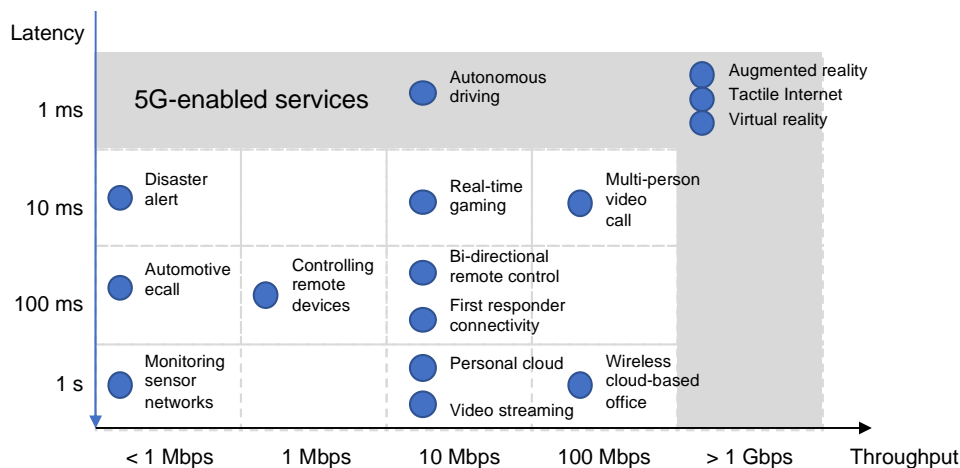 Latency
1 ms
5G-enabled services
Autonomous
driving
Augmented reality
Tactile Internet
Virtual reality
10 ms
Disaster
alert
Real-time
gaming
Multi-person
video
call
100 ms
Automotive
ecall
Controlling
remote
devices
Bi-directional
remote control
First responder
connectivity
1 s
Monitoring
sensor
networks
Personal cloud
Video streaming
Wireless
cloud-based
office
< 1 Mbps
1 Mbps
10 Mbps
100 Mbps
> 1 Gbps
Throughput